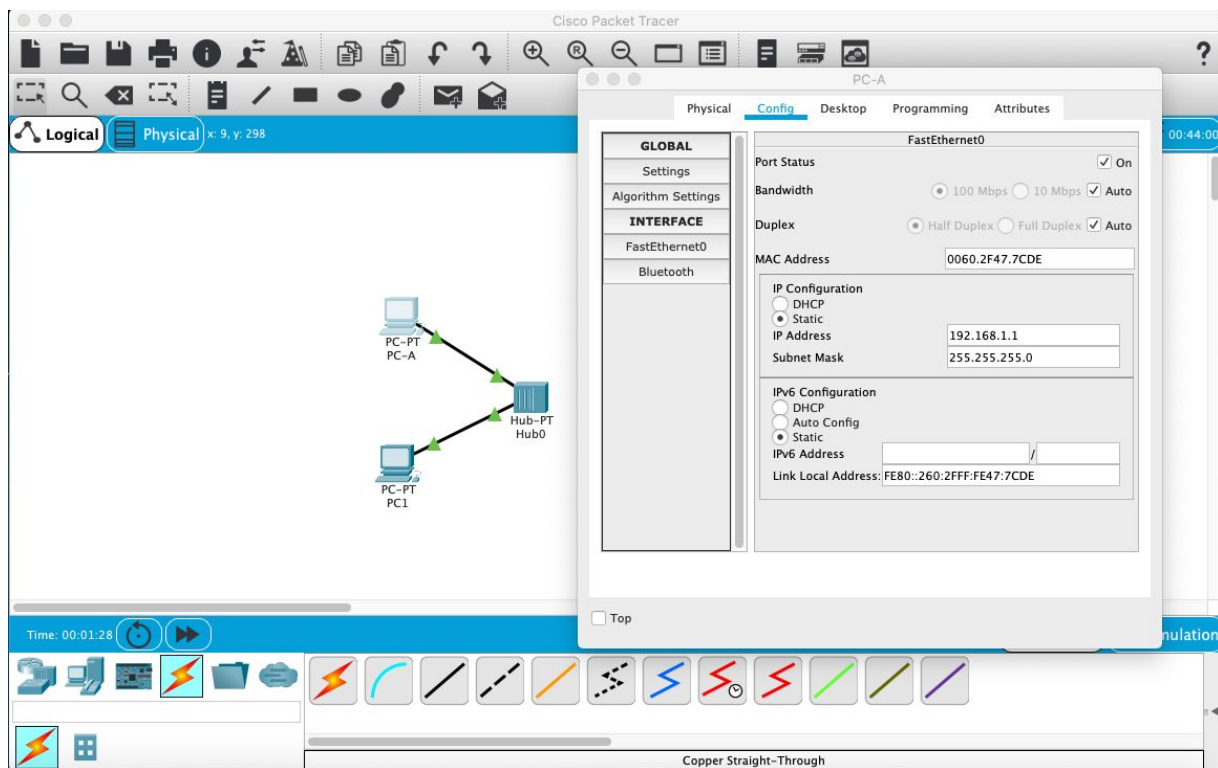 Cisco Packet Tracer
R
?
PC-A
Physical Config Desktop Programming Attributes
Logical Physical x: 9, y: 298
00:44:00
GLOBAL
Settings
Algorithm Settings
INTERFACE
FastEthernet0
Bluetooth
FastEthernet0
Port Status On
Bandwidth 100 Mbps 10 Mbps Auto
Duplex Half Duplex Full Duplex Auto
MAC Address 0060.2F47.7CDE
IP Configuration
DHCP
Static
IP Address 192.168.1.1
Subnet Mask 255.255.255.0
IPv6 Configuration
DHCP
Auto Config
Static
IPv6 Address /
Link Local Address: FE80::260:2FFF:FE47:7CDE
Top
PC-PT
PC-A
Hub-PT
Hub0
PC-PT
PC1
Time: 00:01:28
mulation
Copper Straight-Through